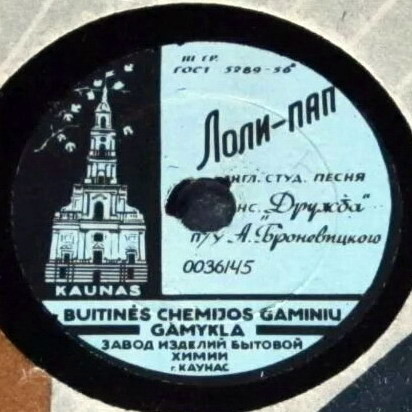 III ГР.
ГОСТ 5289-56
Лоли-пап
АНГЛ. СТУД. ПЕСНЯ
АНС. „Дружба"
п/у А. Броневицкого
0036145
KAUNAS
BUITINĖS CHEMIJOS GAMINIŲ
GAMYKLA
ЗАВОД ИЗДЕЛИЙ БЫТОВОЙ
ХИМИИ
г. КАУНАС